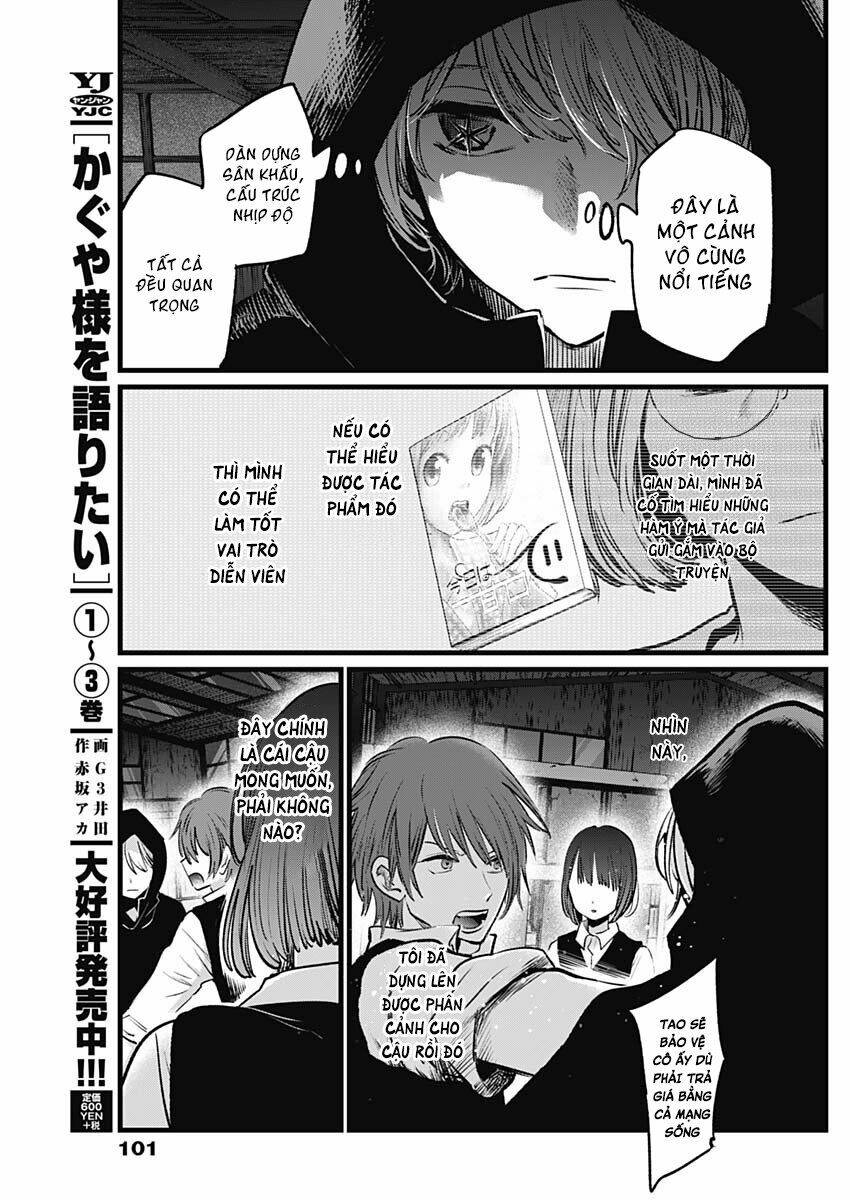 ĐÂY LÀ
MỘT CẢNH
VÔ CÙNG
NỔI TIẾNG
DÀN DỰNG
SÂN KHẤU,
CẤU TRÚC
NHỊP ĐỘ
TẤT CẢ
ĐỀU QUAN
TRỌNG
SUỐT MỘT THỜI
GIAN DÀI, MÌNH ĐÃ
CỐ TÌM HIỂU NHỮNG
HÀM Ý MÀ TÁC GIẢ
GỬI GẮM VÀO BỘ
TRUYỆN
NẾU CÓ
THỂ HIỂU
ĐƯỢC TÁC
PHẨM ĐÓ
THÌ MÌNH
CÓ THỂ
LÀM TỐT
VAI TRÒ
DIỄN VIÊN
今日は
NHÌN
NÀY,
TÔI ĐÃ
DỰNG LÊN
ĐƯỢC PHÂN
CẢNH CHO
CẬU RỒI ĐÓ
TAO SẼ
BẢO VỆ
CÔ ẤY DÙ
PHẢI TRẢ
GIÁ BẰNG
CẢ MẠNG
SỐNG
ĐÂY CHÍNH
LÀ CÁI CẬU
MONG MUỐN,
PHẢI KHÔNG
NÀO?
YJ
ヤンジャン
YJC
[かぐや様を語りたい]①〜③巻
画G3井田
作赤坂アカ
大好評発売中!!!
定価
600
YEN
+税
101